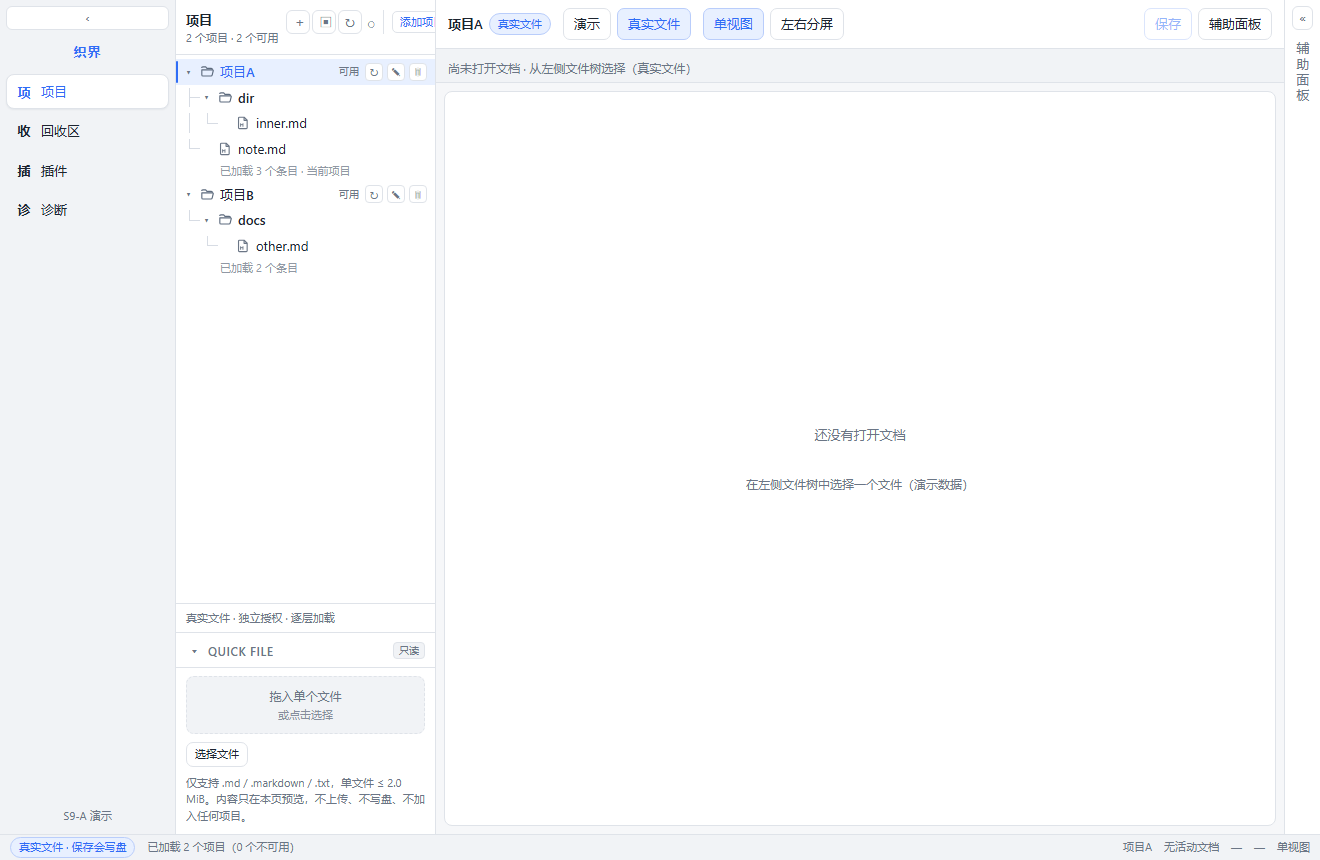 ‹
织界
项 项目
收 回收区
插 插件
诊 诊断
S9-A 演示
项目
2 个项目 · 2 个可用
+ ↻ ○ 添加项
项目A 可用 ↻
dir
inner.md
note.md
已加载 3 个条目 · 当前项目
项目B 可用 ↻
docs
other.md
已加载 2 个条目
真实文件 · 独立授权 · 逐层加载
QUICK FILE 只读
拖入单个文件
或点击选择
选择文件
仅支持 .md / .markdown / .txt，单文件 ≤ 2.0
MiB。内容只在本页预览，不上传、不写盘、不加
入任何项目。
项目A 真实文件 演示 真实文件 单视图 左右分屏 保存 辅助面板
尚未打开文档 · 从左侧文件树选择（真实文件）
还没有打开文档
在左侧文件树中选择一个文件（演示数据）
«
辅助面板
真实文件 · 保存会写盘 已加载 2 个项目（0 个不可用） 项目A 无活动文档 — — 单视图